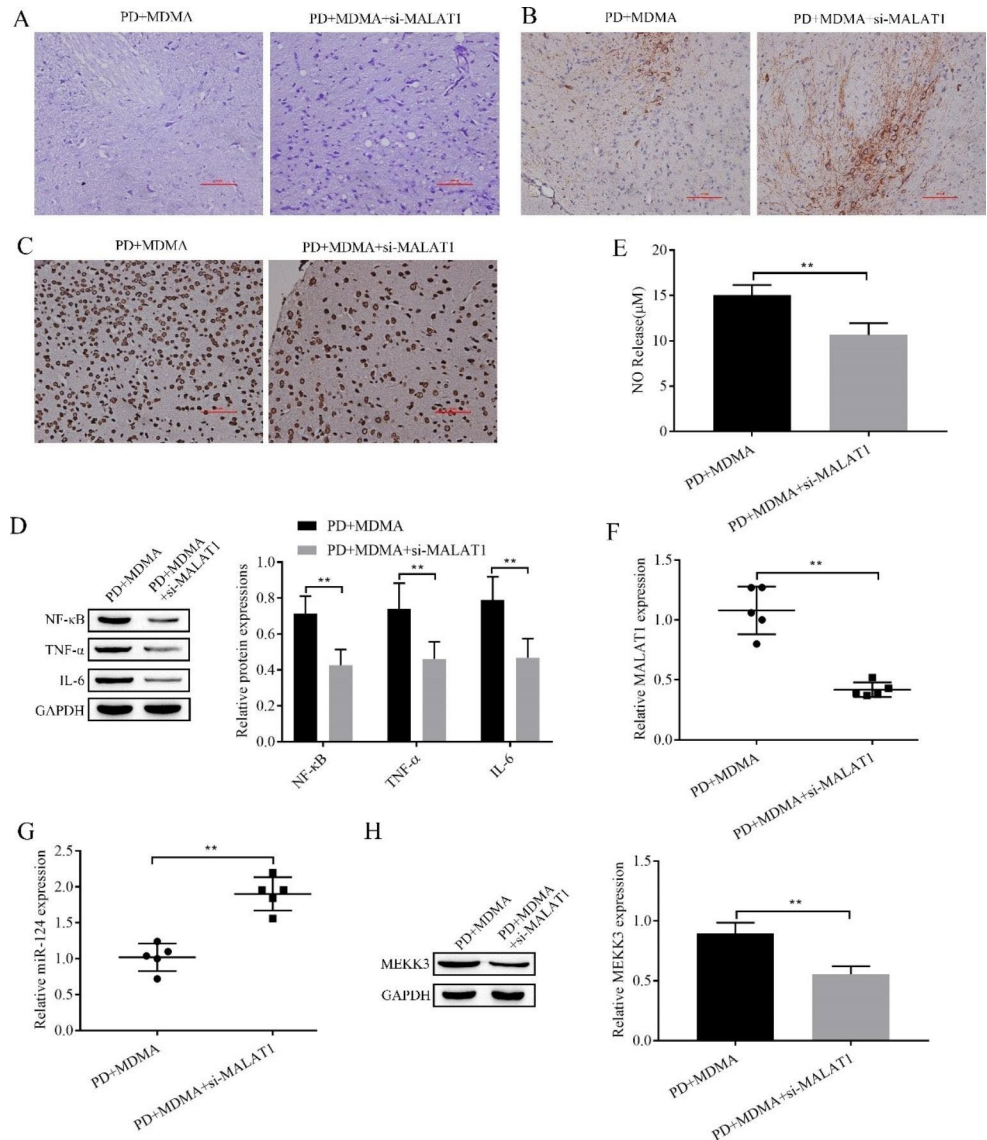 A
PD+MDMA
PD+MDMA+si-MALAT1
B
PD+MDMA
PD+MDMA+si-MALAT1
C
PD+MDMA
PD+MDMA+si-MALAT1
E
20
15
10
5
0
NO Release(μM)
**
PD+MDMA
PD+MDMA+si-MALAT1
D
PD+MDMA
PD+MDMA
+si-MALAT1
NF-κB
TNF-α
IL-6
GAPDH
PD+MDMA
PD+MDMA+si-MALAT1
1.0
0.8
0.6
0.4
0.2
0.0
Relative protein expressions
**
**
**
NF-κB
TNF-α
IL-6
F
1.5
1.0
0.5
0.0
Relative MALAT1 expression
**
PD+MDMA
PD+MDMA+si-MALAT1
G
2.5
2.0
1.5
1.0
0.5
0.0
Relative miR-124 expression
**
PD+MDMA
PD+MDMA+si-MALAT1
H
PD+MDMA
PD+MDMA
+si-MALAT1
MEKK3
GAPDH
1.5
1.0
0.5
0.0
Relative MEKK3 expression
**
PD+MDMA
PD+MDMA+si-MALAT1